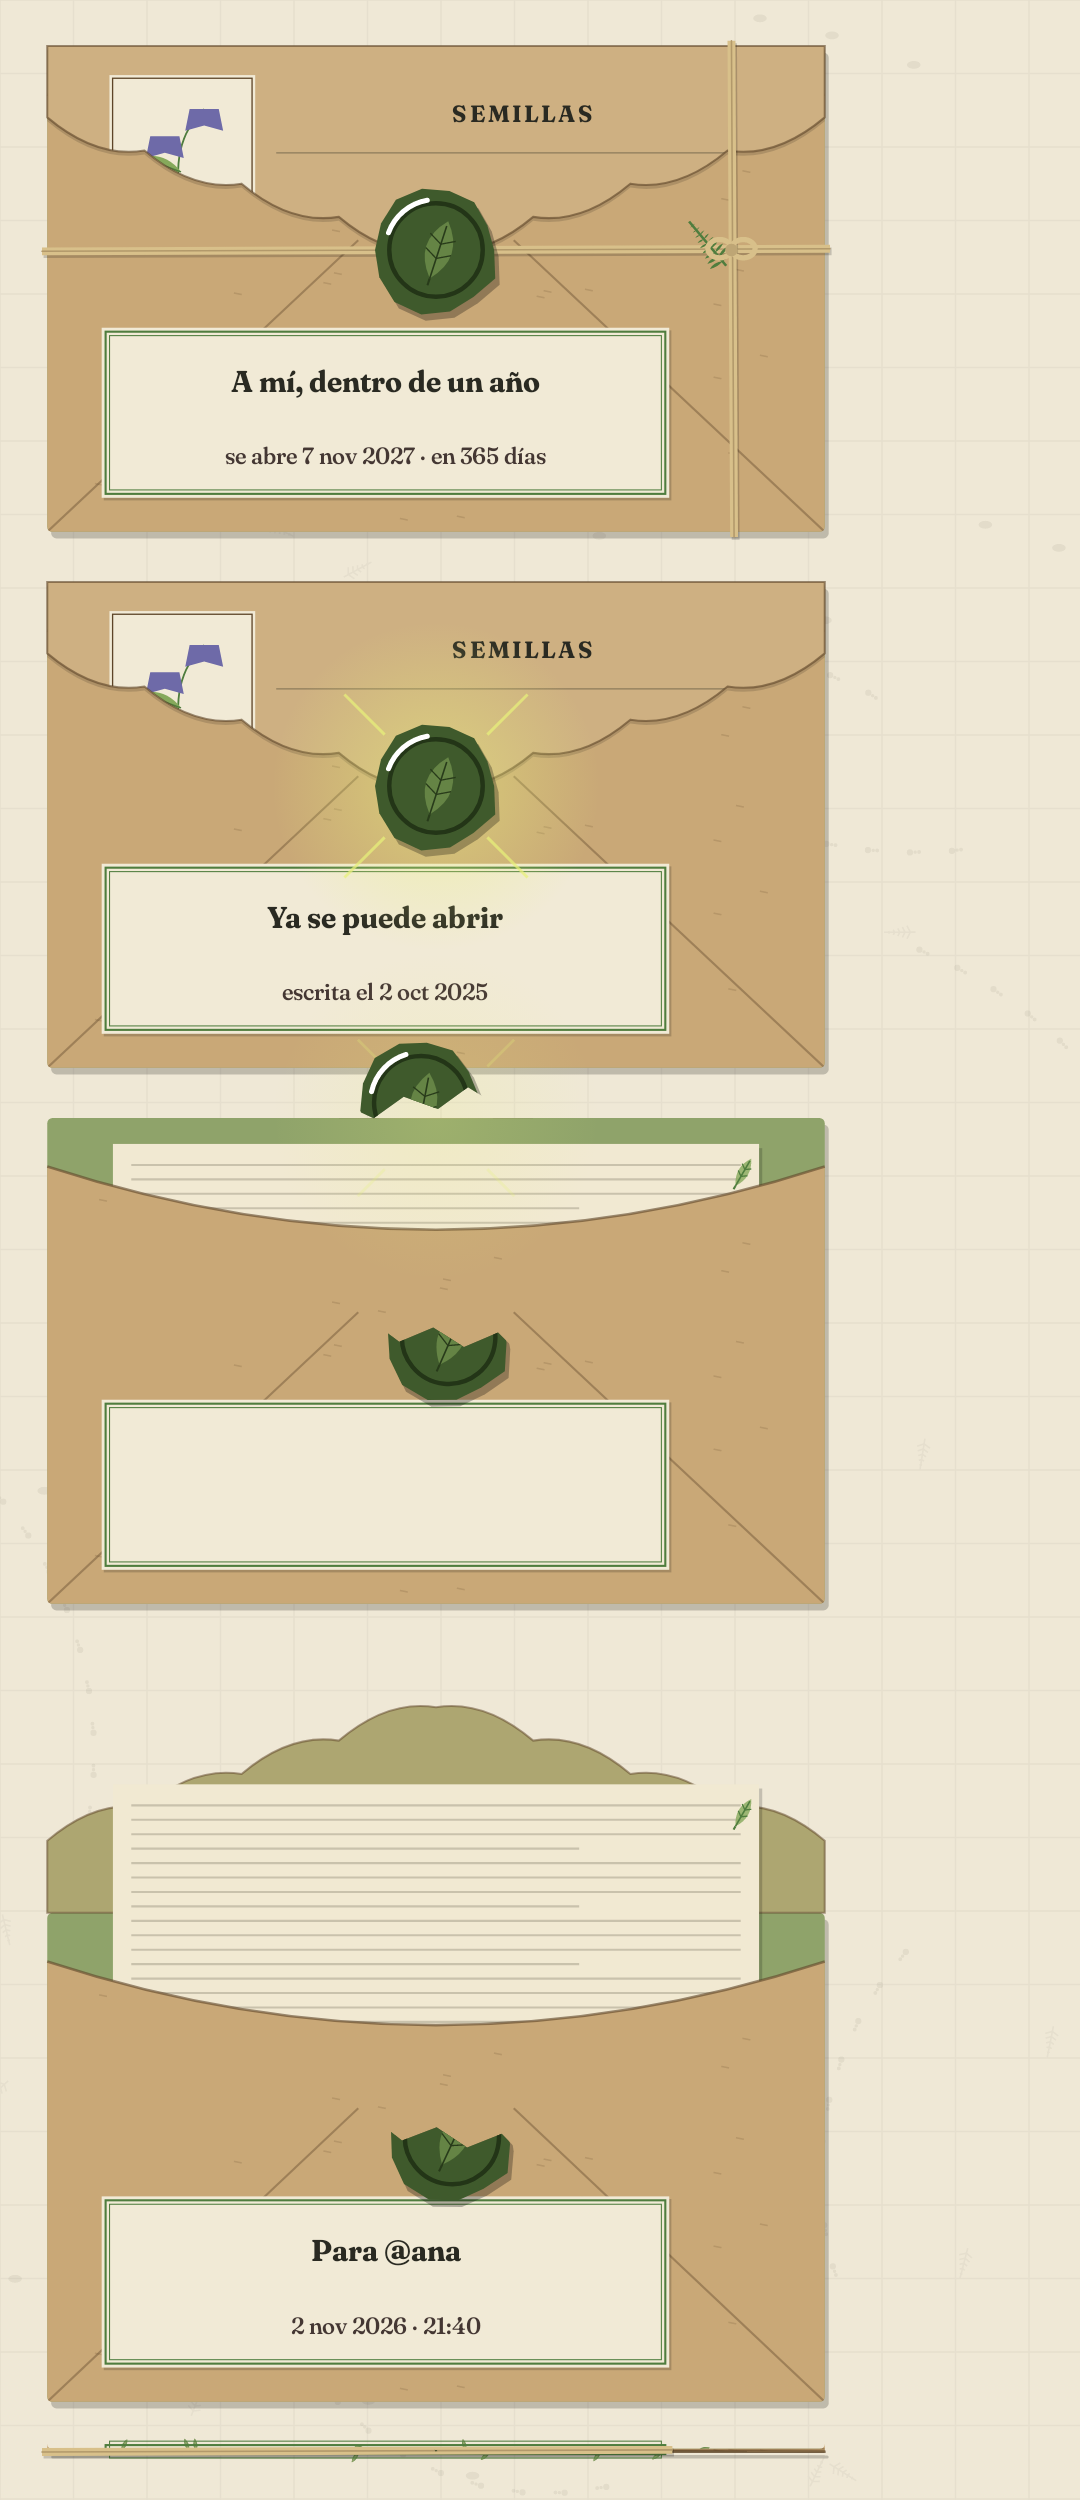 SEMILLAS
A mí, dentro de un año
se abre 7 nov 2027 · en 365 días
SEMILLAS
Ya se puede abrir
escrita el 2 oct 2025
Para @ana
2 nov 2026 · 21:40